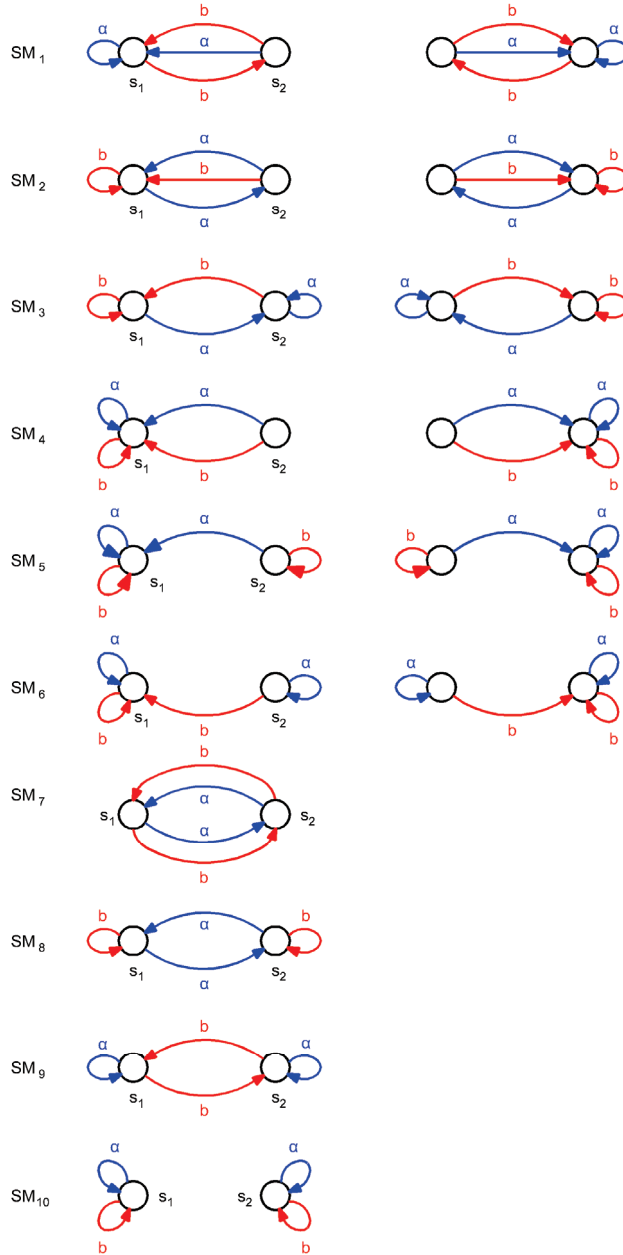 b b
α α α α
SM₁
s₁ s₂
b b
α α
b b b b
SM₂
s₁ s₂
α α
b b
b α α b
SM₃
s₁ s₂
α α
α α α α
SM₄
s₁ s₂
b b b b
α α α α
b b
SM₅
s₁ s₂
b b
α α
α α
SM₆
s₁ s₂
b b b b
b
SM₇
α
s₁ s₂
α
b
b α b
SM₈
s₁ s₂
α
b
α α
SM₉
s₁ s₂
b
α α
SM₁₀ s₁ s₂
b b